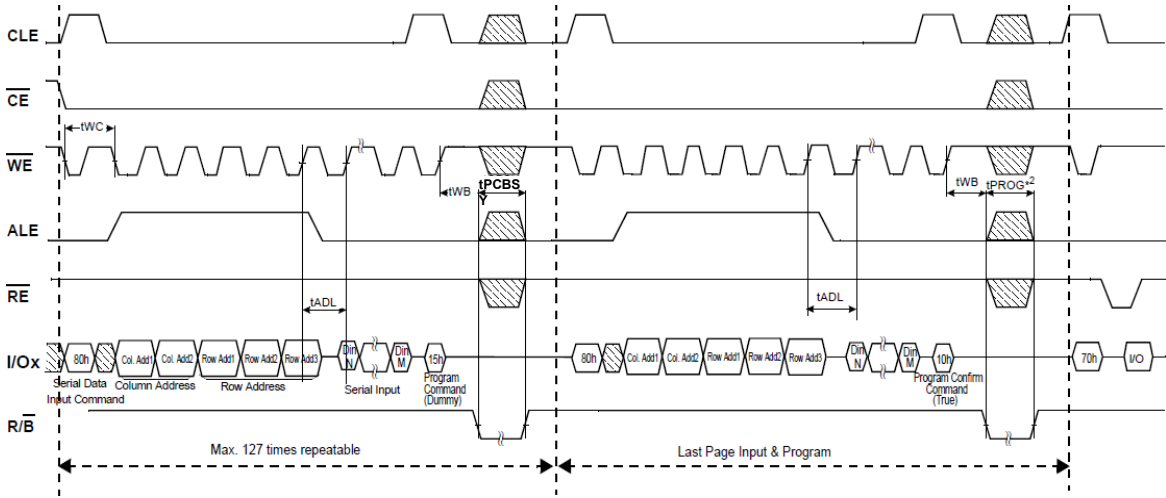 CLE
CE
tWC
WE
tWB tPCBS
Y
tWB tPROG*2
ALE
RE
tADL
tADL
I/Ox 80h Col. Add1 Col. Add2 Row Add1 Row Add2 Row Add3 Din N Din M 15h 80h Col. Add1 Col. Add2 Row Add1 Row Add2 Row Add3 Din N Din M 10h 70h I/O
Serial Data
Input Command
Column Address
Row Address
Serial Input
Program
Command
(Dummy)
Program Confirm
Command
(True)
R/B
Max. 127 times repeatable
Last Page Input & Program